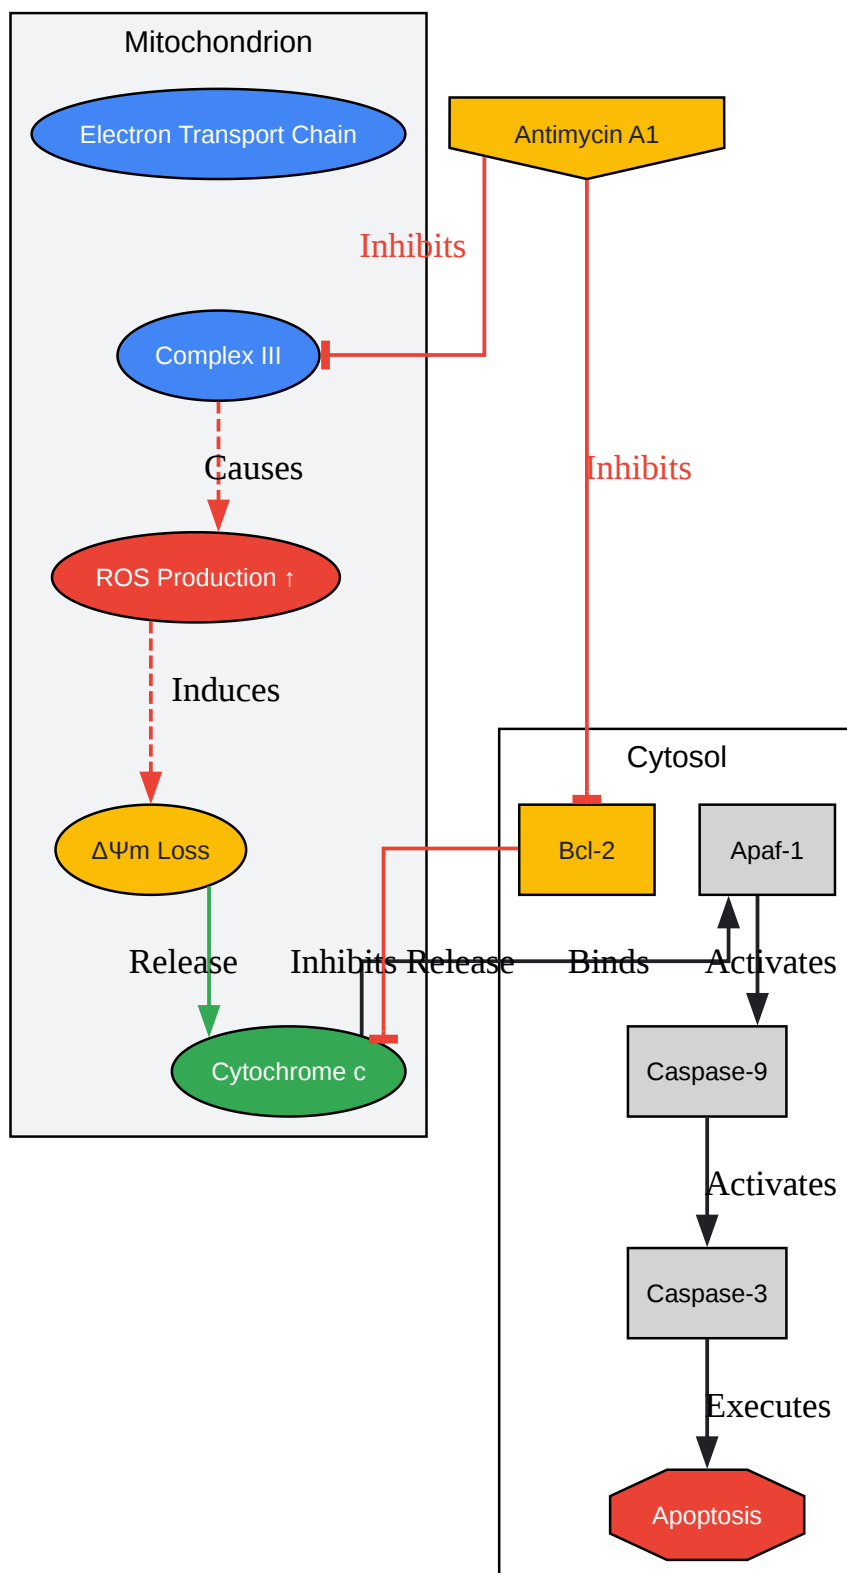 Mitochondrion
Electron Transport Chain
Antimycin A1
Inhibits
Complex III
Causes
Inhibits
ROS Production ↑
Induces
Cytosol
ΔΨm Loss
Bcl-2
Apaf-1
Release
Inhibits Release
Binds
Activates
Cytochrome c
Caspase-9
Activates
Caspase-3
Executes
Apoptosis